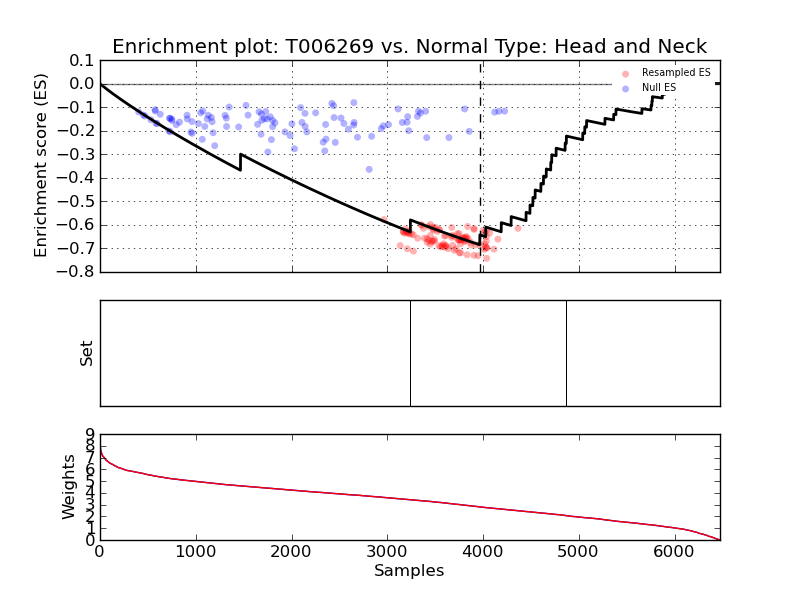 Enrichment plot: T006269 vs. Normal Type: Head and Neck
Enrichment score (ES)
0.1
0.0
−0.1
−0.2
−0.3
−0.4
−0.5
−0.6
−0.7
−0.8
Resampled ES
Null ES
Set
Weights
9
8
7
6
5
4
3
2
1
0
0 1000 2000 3000 4000 5000 6000
Samples